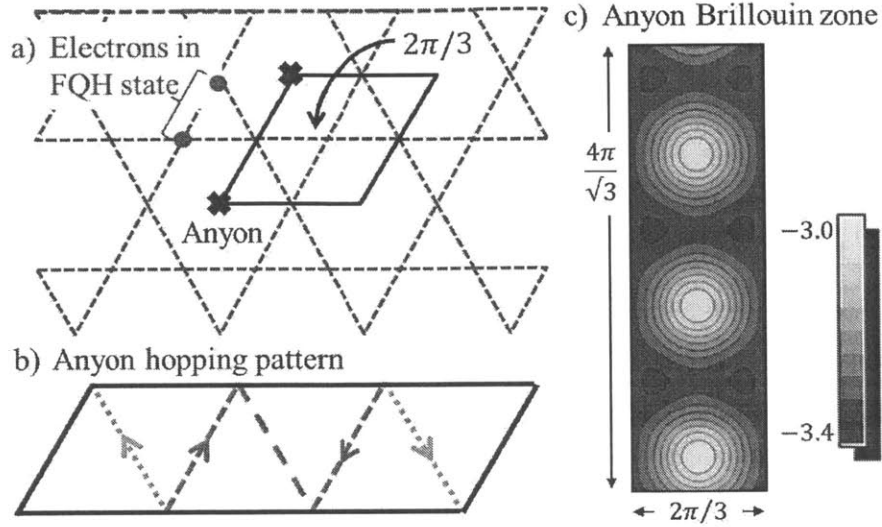 a) Electrons in
FQH state
2π/3
Anyon
b) Anyon hopping pattern
c) Anyon Brillouin zone
4π
√3
−3.0
−3.4
2π/3